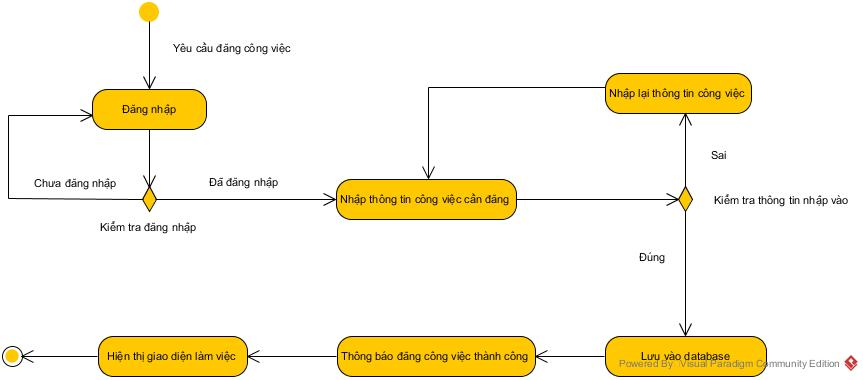 Yêu cầu đăng công việc
Đăng nhập
Nhập lại thông tin công việc
Sai
Chưa đăng nhập
Đã đăng nhập
Nhập thông tin công việc cần đăng
Kiểm tra thông tin nhập vào
Kiểm tra đăng nhập
Đúng
Hiện thị giao diện làm việc
Thông báo đăng công việc thành công
Lưu vào database
Powered By Visual Paradigm Community Edition